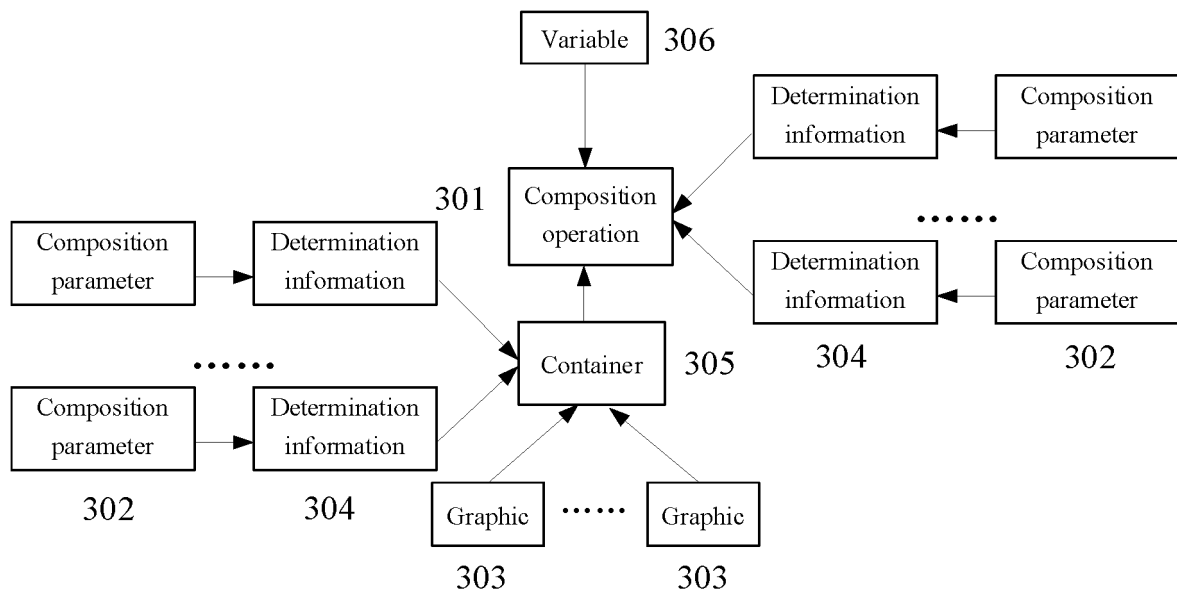 Variable
306
Determination
information
Composition
parameter
301
Composition
operation
......
Composition
parameter
Determination
information
Determination
information
Composition
parameter
304
302
Container
305
......
Composition
parameter
Determination
information
302
304
Graphic
......
Graphic
303
303